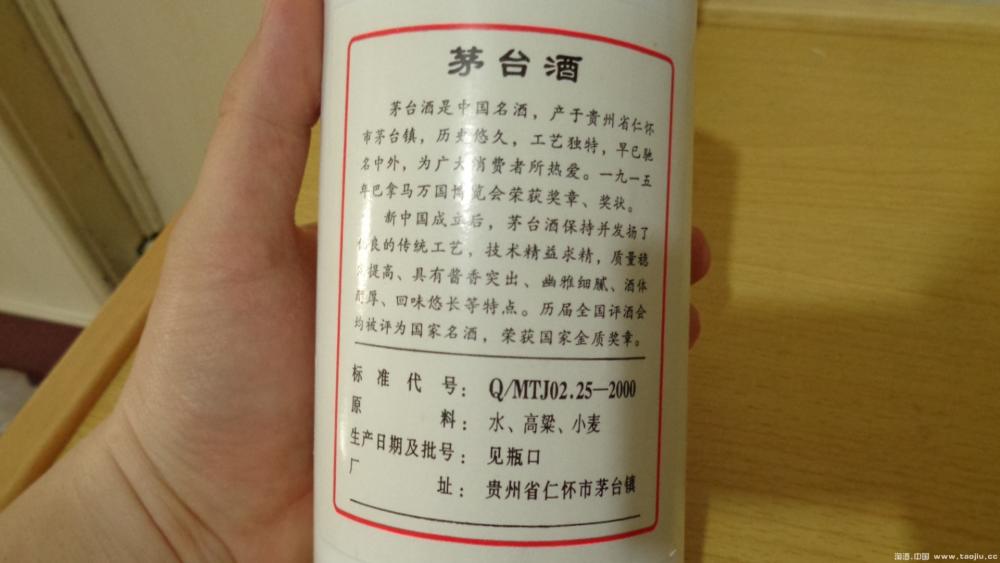 茅台酒
茅台酒是中国名酒，产于贵州省仁怀
市茅台镇，历史悠久，工艺独特，早已驰
名中外，为广大消费者所热爱。一九一五
年巴拿马万国博览会荣获奖章、奖状。
新中国成立后，茅台酒保持并发扬了
优良的传统工艺，技术精益求精，质量稳
提高、具有酱香突出、幽雅细腻、酒体
醇厚、回味悠长等特点。历届全国评酒会
均被评为国家名酒，荣获国家金质奖章。
标准代号：Q/MTJ02.25—2000
原料：水、高粱、小麦
生产日期及批号：见瓶口
厂址：贵州省仁怀市茅台镇
淘酒.中国 www.taojiu.cc